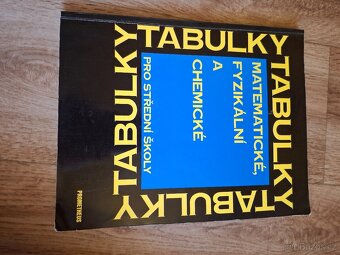 TABULKY
TABULKY
TABULKY
TABULKY
MATEMATICKÉ,
FYZIKÁLNÍ
A
CHEMICKÉ
PRO STŘEDNÍ ŠKOLY
PROMETHEUS